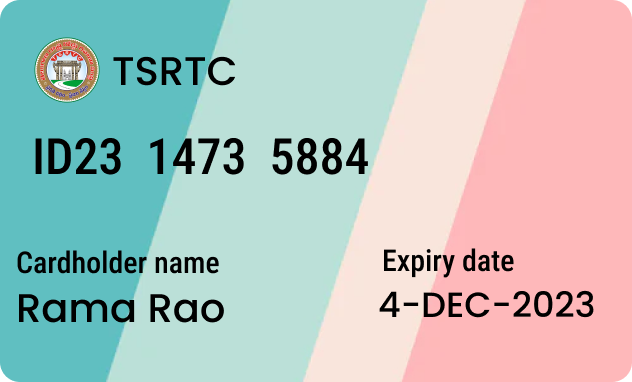 TSRTC
ID23 1473 5884
Cardholder name
Rama Rao
Expiry date
4-DEC-2023